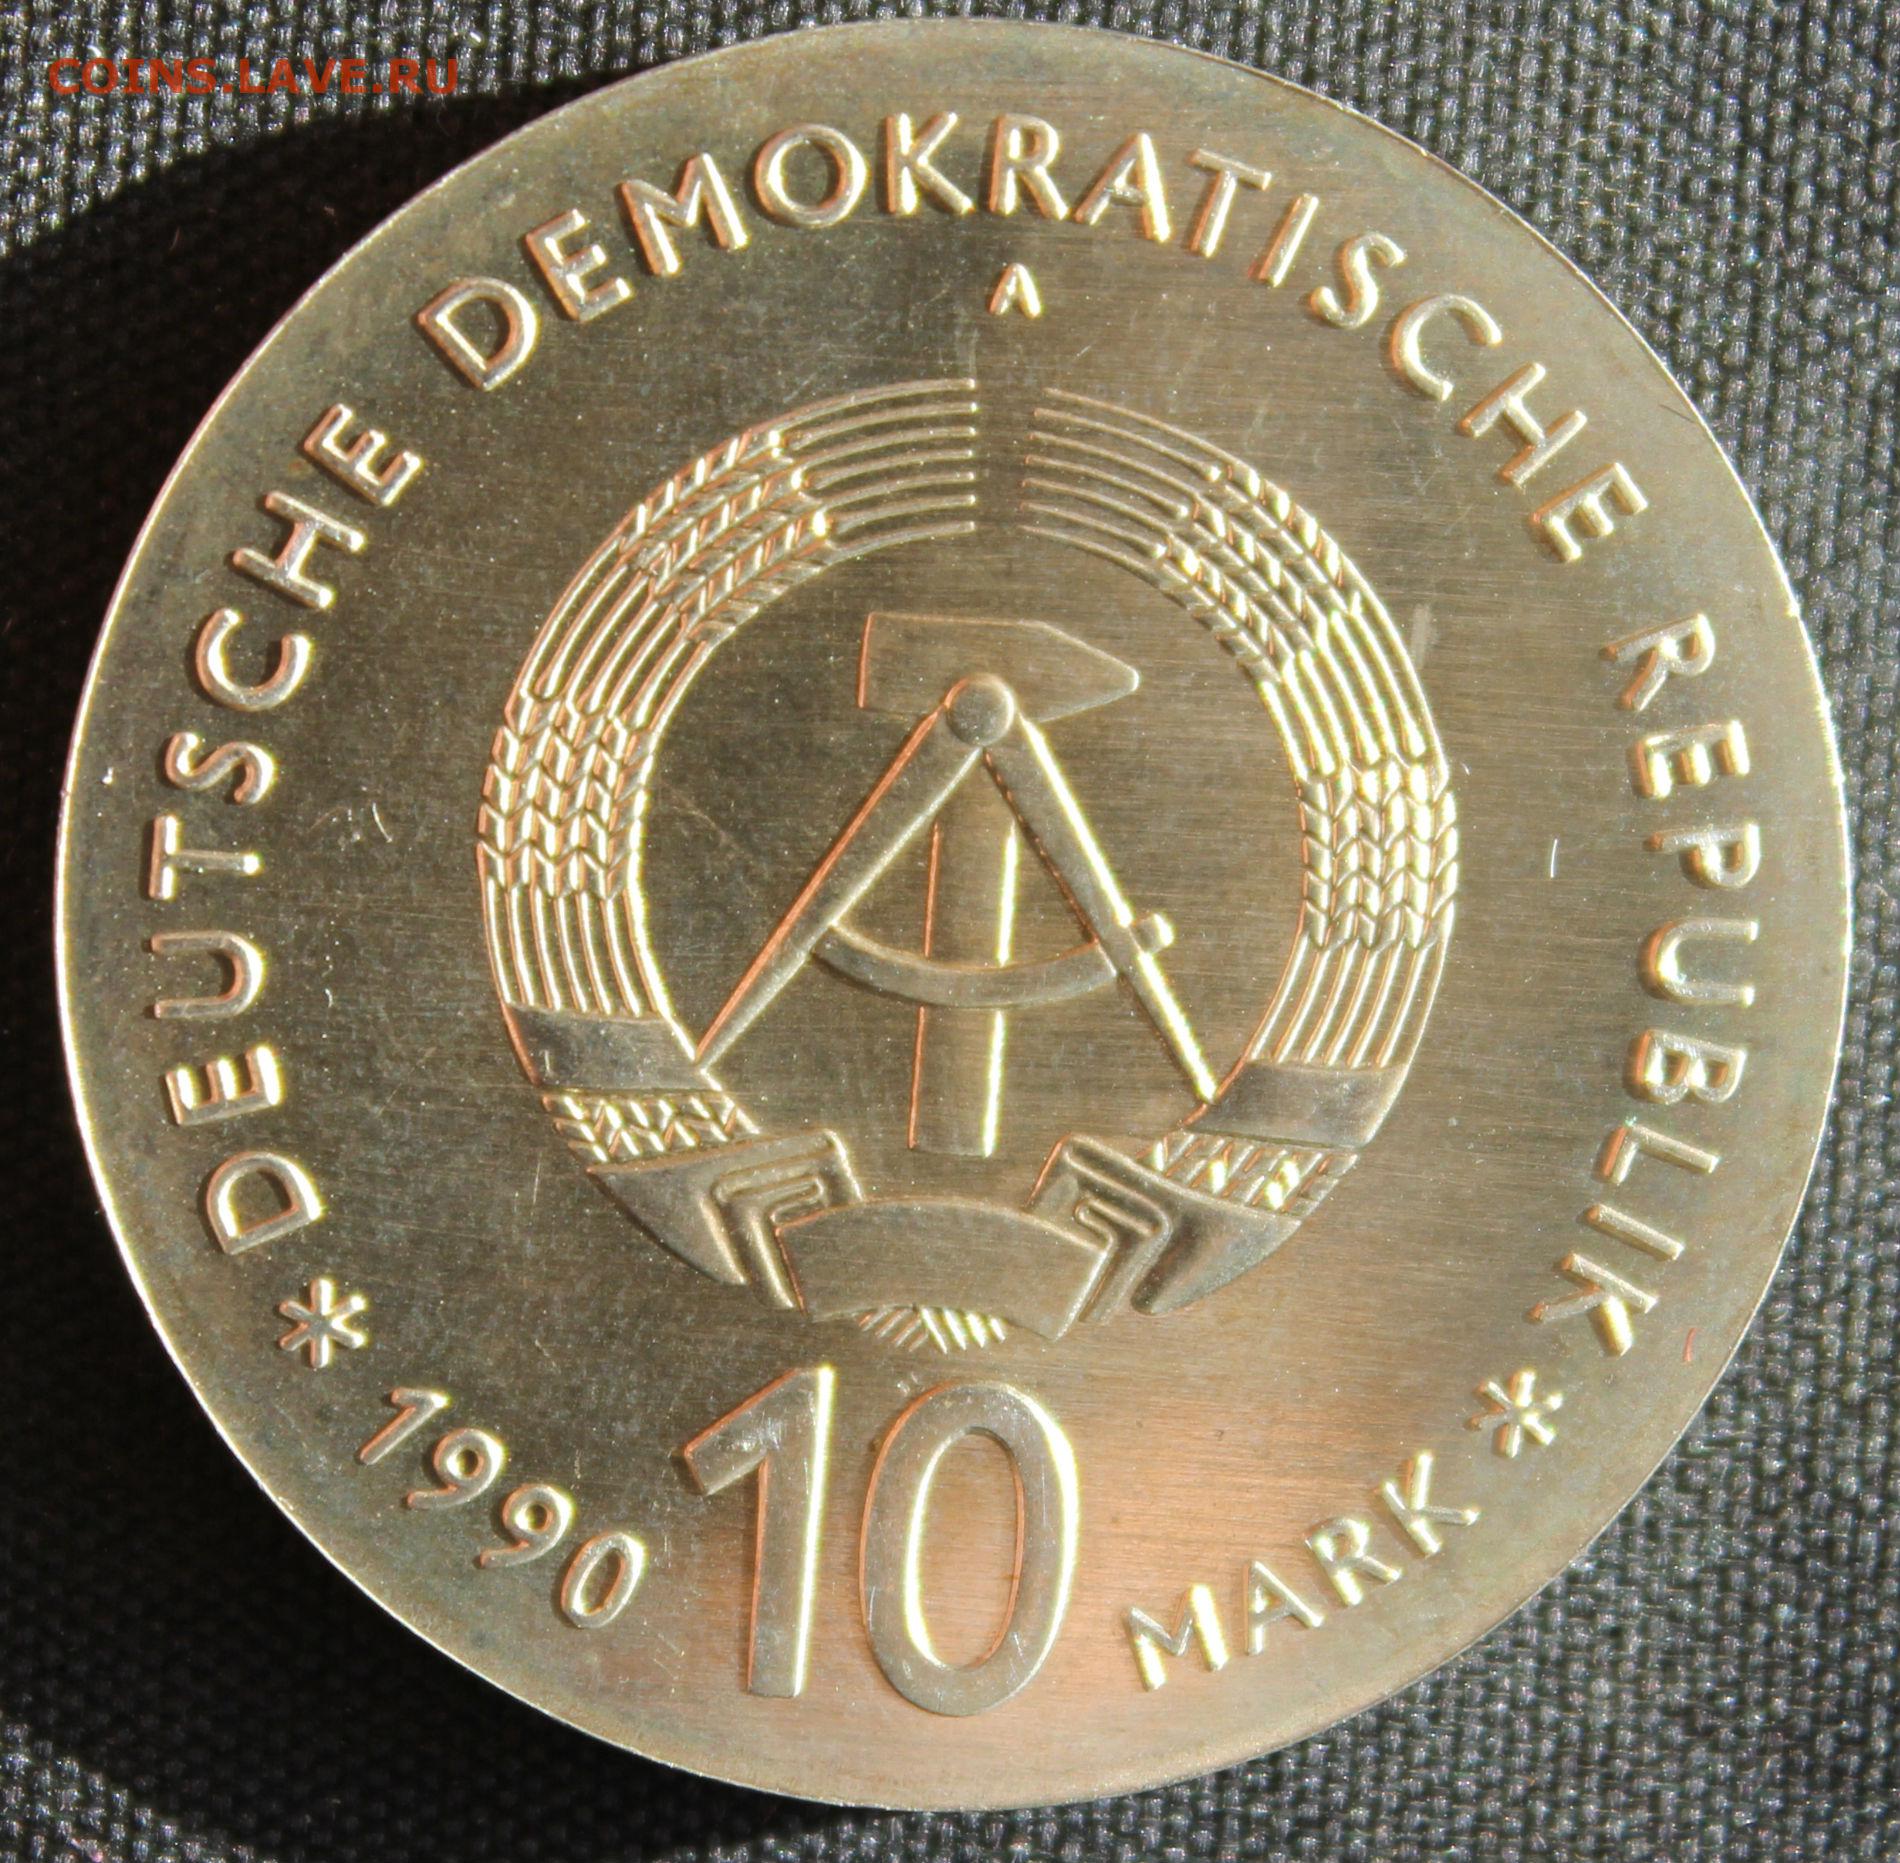 COINS.LAVE.RU
* DEUTSCHE DEMOKRATISCHE REPUBLIK *
A
1990
10
MARK